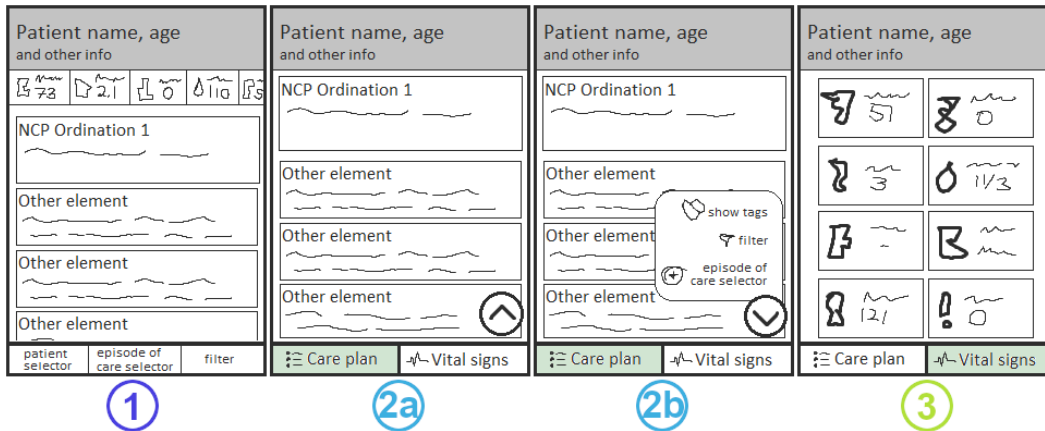 Patient name, age
and other info
73
2.1
0
110
5
NCP Ordination 1
Other element
Other element
Other element
patient
selector
episode of
care selector
filter
1
Patient name, age
and other info
NCP Ordination 1
Other element
Other element
Other element
Care plan
Vital signs
2a
Patient name, age
and other info
NCP Ordination 1
Other element
Other element
Other element
show tags
filter
episode of
care selector
Care plan
Vital signs
2b
Patient name, age
and other info
57
0
3
11/3
-
121
0
Care plan
Vital signs
3